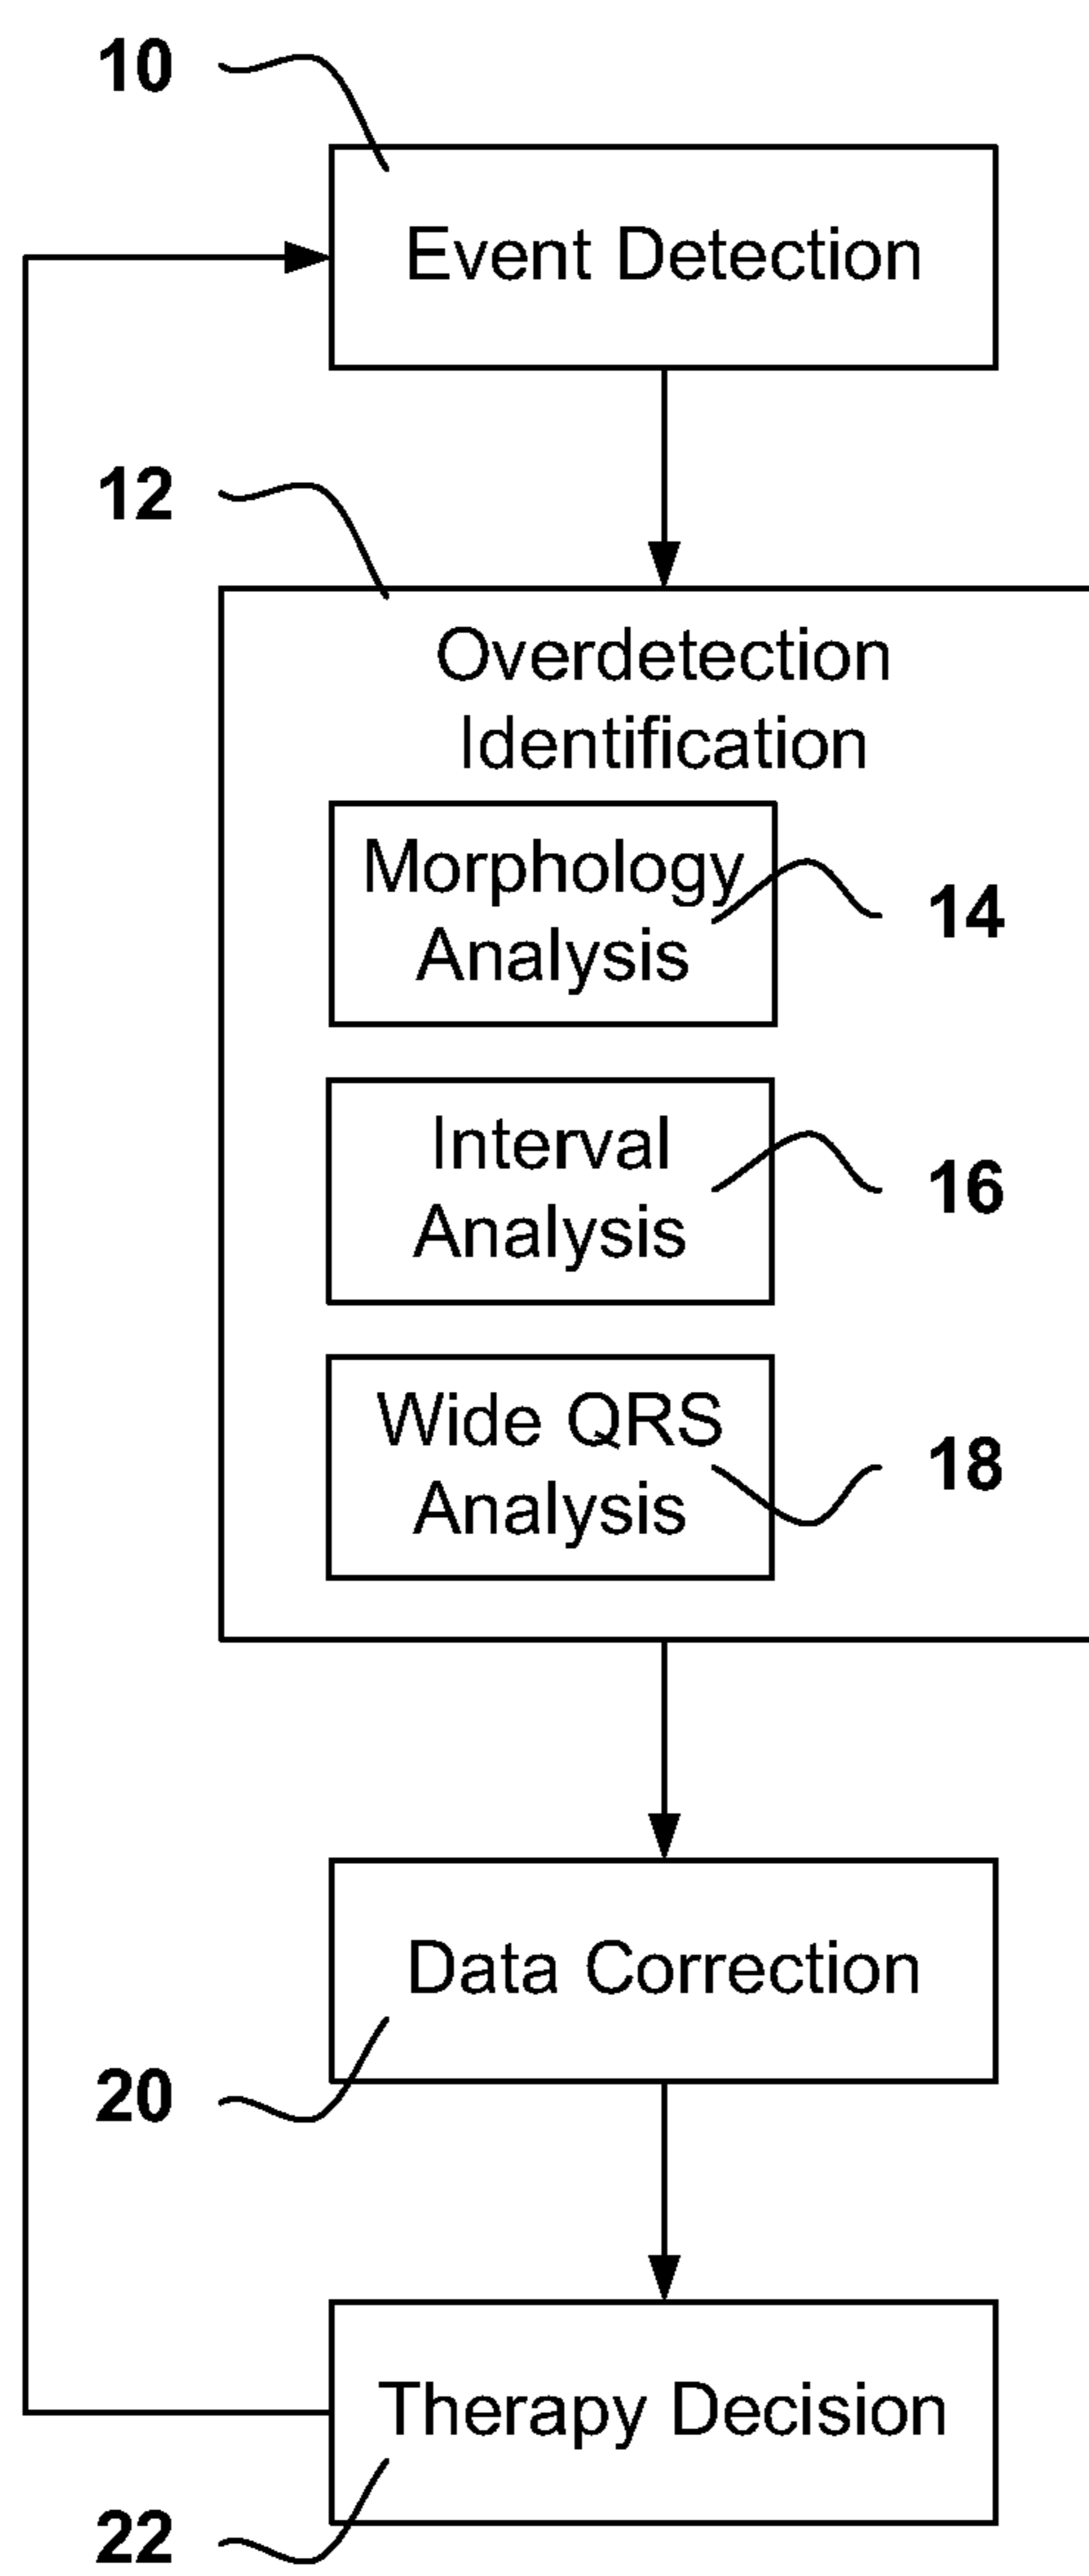 10
Event Detection
12
Overdetection
Identification
Morphology
Analysis
14
Interval
Analysis
16
Wide QRS
Analysis
18
Data Correction
20
Therapy Decision
22